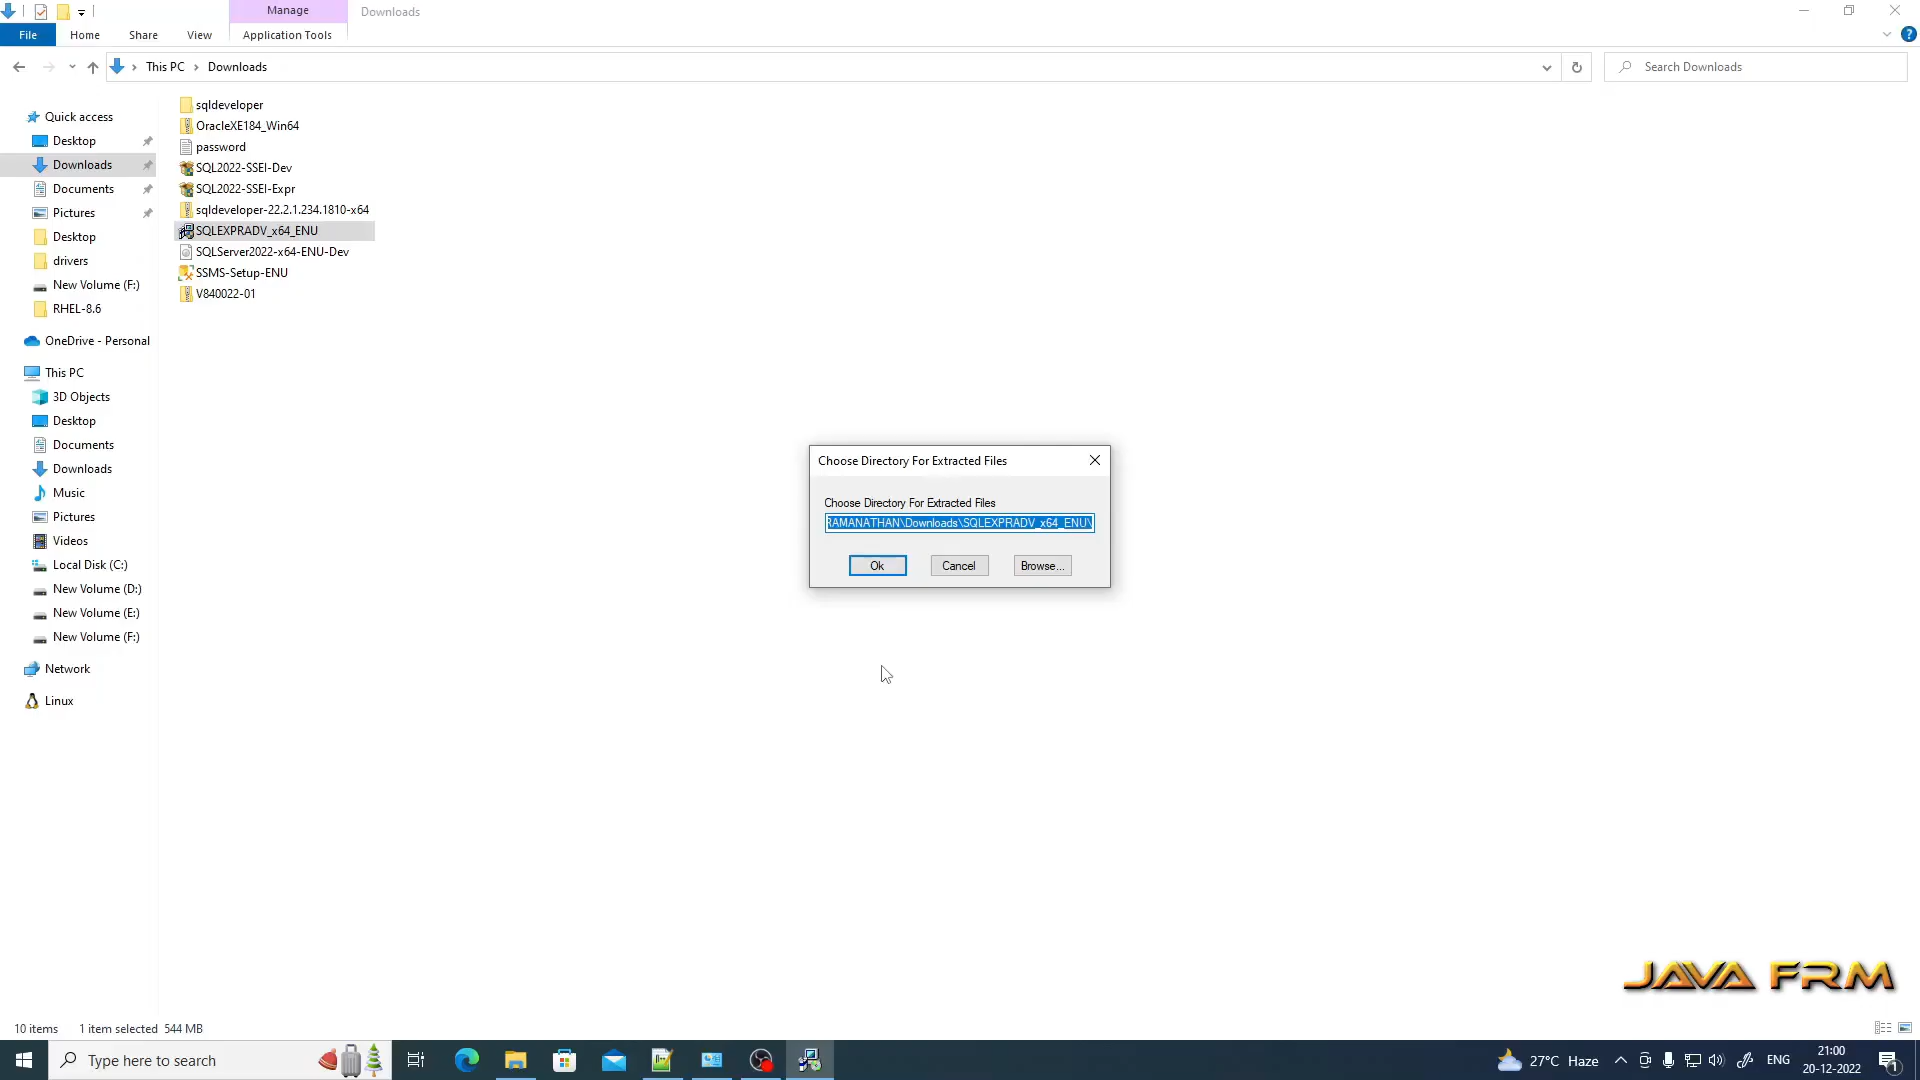 Manage
Downloads
File
Home
Share
View
Application Tools
This PC
Downloads
Search Downloads
Quick access
Desktop
Downloads
Documents
Pictures
Desktop
drivers
New Volume (F:)
RHEL-8.6
OneDrive - Personal
This PC
3D Objects
Desktop
Documents
Downloads
Music
Pictures
Videos
Local Disk (C:)
New Volume (D:)
New Volume (E:)
New Volume (F:)
Network
Linux
sqldeveloper
OracleXE184_Win64
password
SQL2022-SSEI-Dev
SQL2022-SSEI-Expr
sqldeveloper-22.2.1.234.1810-x64
SQLEXPRADV_x64_ENU
SQLServer2022-x64-ENU-Dev
SSMS-Setup-ENU
V840022-01
Choose Directory For Extracted Files
Choose Directory For Extracted Files
RAMANATHAN\Downloads\SQLEXPRADV_x64_ENU\
Ok
Cancel
Browse...
JAVA FRM
10 items
1 item selected 544 MB
Type here to search
27°C Haze
ENG
21:00
20-12-2022
1